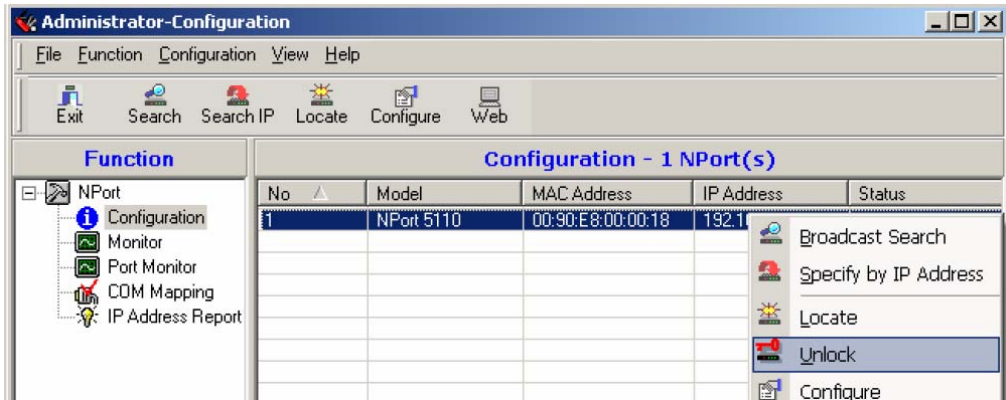 Administrator-Configuration
File Function Configuration View Help
Exit Search Search IP Locate Configure Web
Function
Configuration - 1 NPort(s)
NPort
Configuration
Monitor
Port Monitor
COM Mapping
IP Address Report
No Model MAC Address IP Address Status
1 NPort 5110 00:90:E8:00:00:18
Broadcast Search
Specify by IP Address
Locate
Unlock
Configure